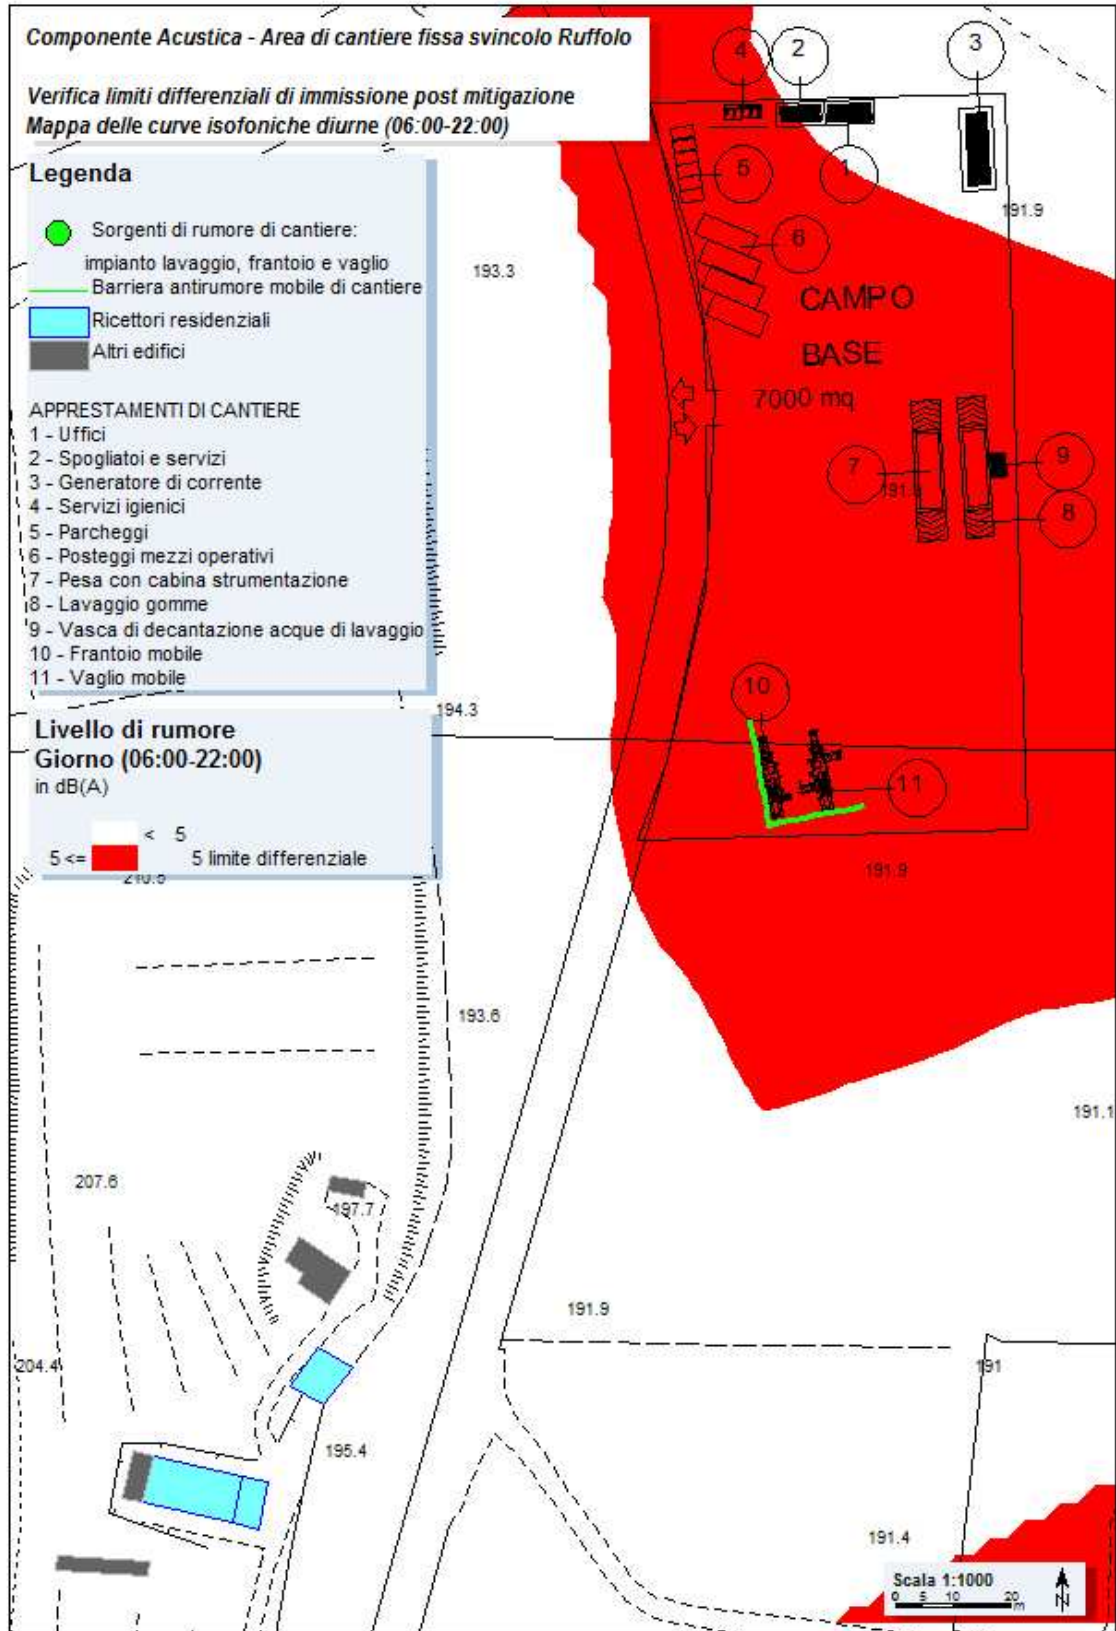 Componente Acustica - Area di cantiere fissa svincolo Ruffolo
Verifica limiti differenziali di immissione post mitigazione
Mappa delle curve isofoniche diurne (06:00-22:00)
Legenda
Sorgenti di rumore di cantiere:
impianto lavaggio, frantoio e vaglio
Barriera antirumore mobile di cantiere
Ricettori residenziali
Altri edifici
APPRESTAMENTI DI CANTIERE
1 - Uffici
2 - Spogliatoi e servizi
3 - Generatore di corrente
4 - Servizi igienici
5 - Parcheggi
6 - Posteggi mezzi operativi
7 - Pesa con cabina strumentazione
8 - Lavaggio gomme
9 - Vasca di decantazione acque di lavaggio
10 - Frantoio mobile
11 - Vaglio mobile
Livello di rumore
Giorno (06:00-22:00)
in dB(A)
< 5
5 <= 5 limite differenziale
4
2
3
5
1
191.9
6
193.3
CAMPO
BASE
7000 mq
7
9
8
10
194.3
11
191.9
193.6
191.1
207.6
197.7
191.9
204.4
191
195.4
191.4
Scala 1:1000
0 5 10 20
m
N